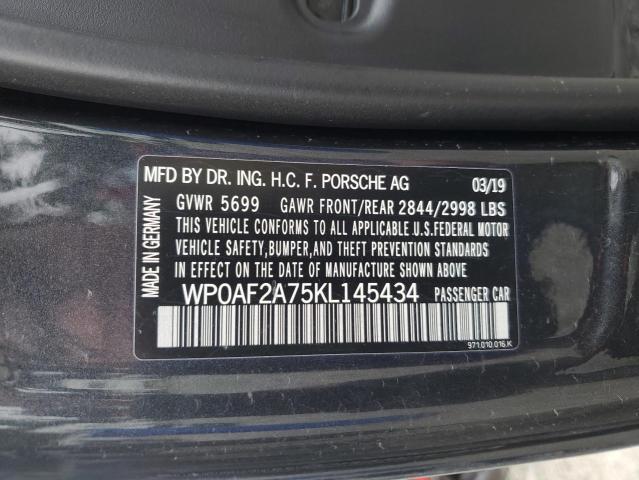 MFD BY DR. ING. H.C. F. PORSCHE AG 03/19
GVWR 5699 GAWR FRONT/REAR 2844/2998 LBS
THIS VEHICLE CONFORMS TO ALL APPLICABLE U.S. FEDERAL MOTOR
VEHICLE SAFETY, BUMPER, AND THEFT PREVENTION STANDARDS
IN EFFECT ON THE DATE OF MANUFACTURE SHOWN ABOVE
WP0AF2A75KL145434 PASSENGER CAR
971.010.016.K
MADE IN GERMANY